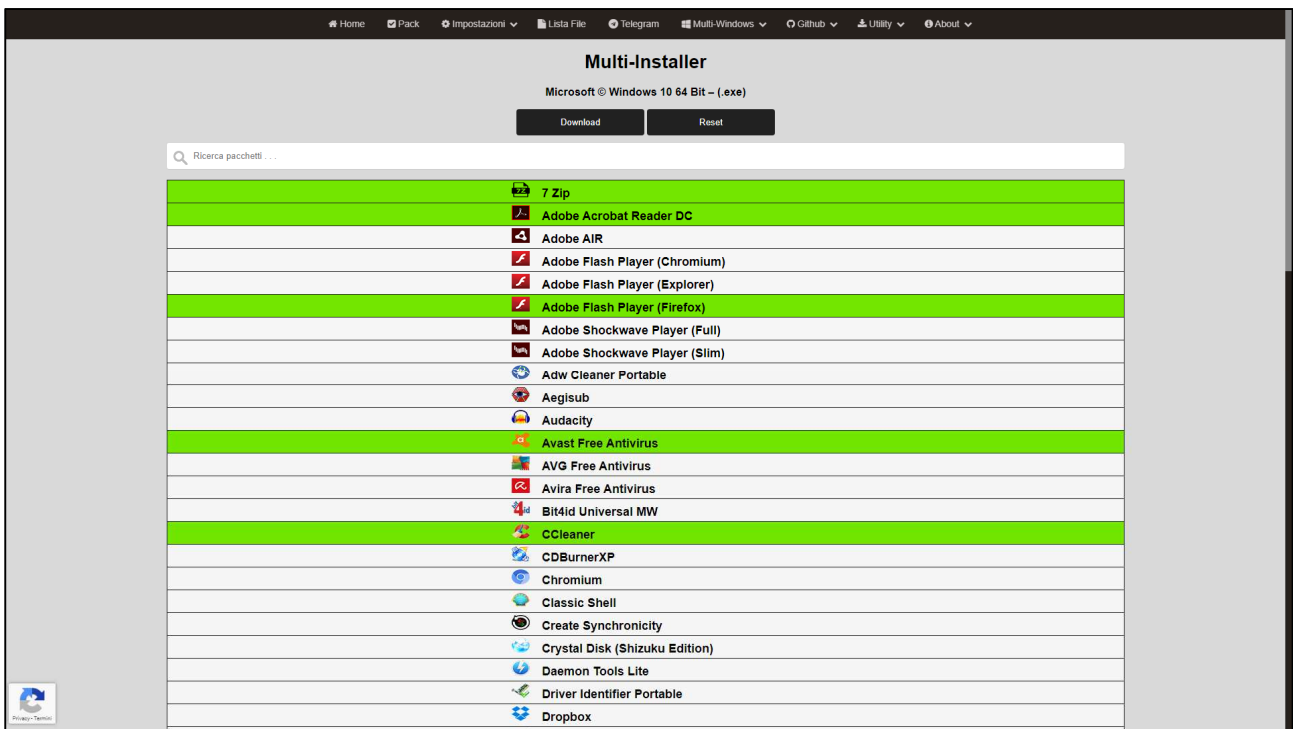 Home Pack Impostazioni Lista File Telegram Multi-Windows Github Utility About
Multi-Installer
Microsoft © Windows 10 64 Bit – (.exe)
Download Reset
Ricerca pacchetti . . .
7 Zip
Adobe Acrobat Reader DC
Adobe AIR
Adobe Flash Player (Chromium)
Adobe Flash Player (Explorer)
Adobe Flash Player (Firefox)
Adobe Shockwave Player (Full)
Adobe Shockwave Player (Slim)
Adw Cleaner Portable
Aegisub
Audacity
Avast Free Antivirus
AVG Free Antivirus
Avira Free Antivirus
Bit4id Universal MW
CCleaner
CDBurnerXP
Chromium
Classic Shell
Create Synchronicity
Crystal Disk (Shizuku Edition)
Daemon Tools Lite
Driver Identifier Portable
Dropbox
Privacy - Termini